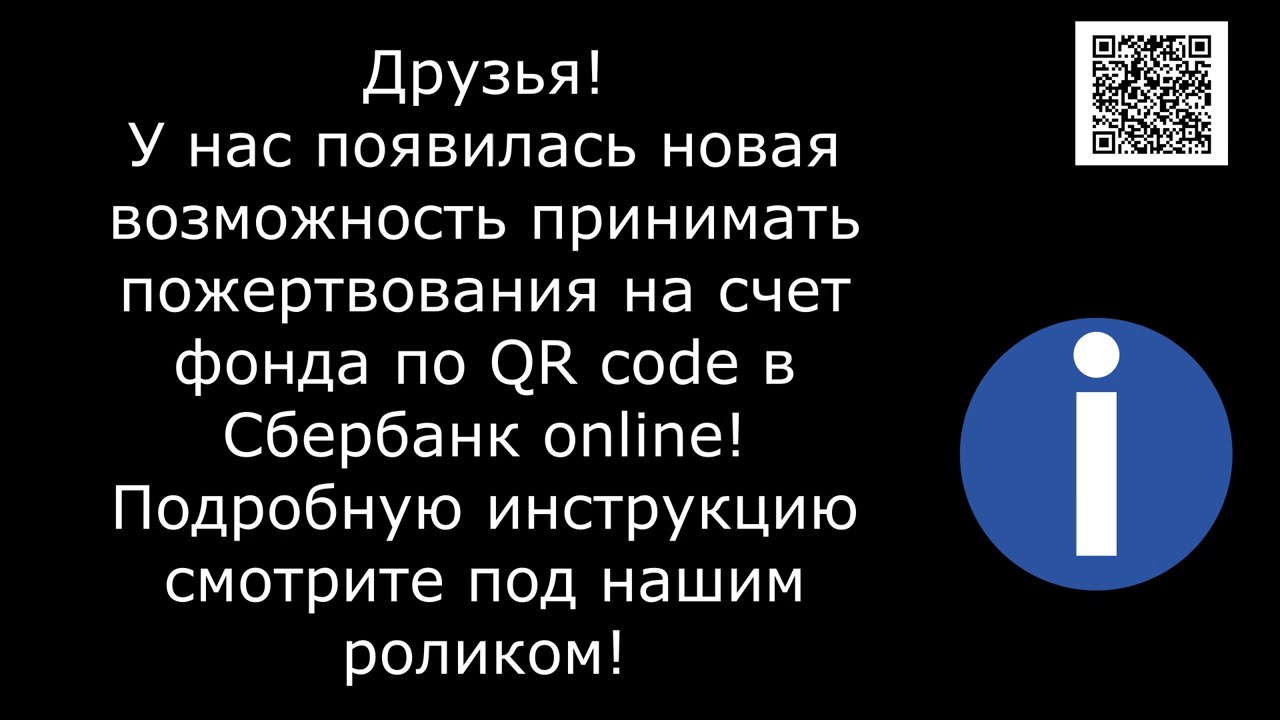 Друзья!
У нас появилась новая
возможность принимать
пожертвования на счет
фонда по QR code в
Сбербанк online!
Подробную инструкцию
смотрите под нашим
роликом!